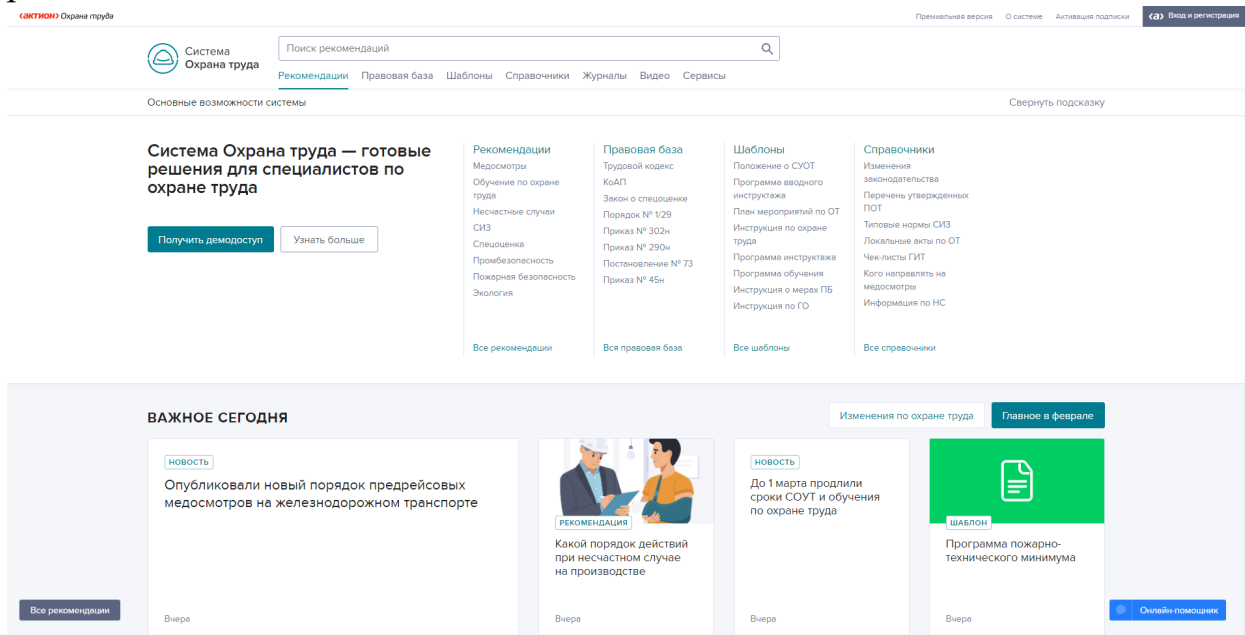 ‹актион› Охрана труда
Премиальная версия О системе Активация подписки ‹а› Вход и регистрация
Система
Охрана труда
Поиск рекомендаций
Рекомендации Правовая база Шаблоны Справочники Журналы Видео Сервисы
Основные возможности системы Свернуть подсказку
Система Охрана труда — готовые
решения для специалистов по
охране труда
Получить демодоступ Узнать больше
Рекомендации
Медосмотры
Обучение по охране
труда
Несчастные случаи
СИЗ
Спецоценка
Промбезопасность
Пожарная безопасность
Экология
Все рекомендации
Правовая база
Трудовой кодекс
КоАП
Закон о спецоценке
Порядок № 1/29
Приказ № 302н
Приказ № 290н
Постановление № 73
Приказ № 45н
Вся правовая база
Шаблоны
Положение о СУОТ
Программа вводного
инструктажа
План мероприятий по ОТ
Инструкция по охране
труда
Программа инструктажа
Программа обучения
Инструкция о мерах ПБ
Инструкция по ГО
Все шаблоны
Справочники
Изменения
законодательства
Перечень утвержденных
ПОТ
Типовые нормы СИЗ
Локальные акты по ОТ
Чек-листы ГИТ
Кого направлять на
медосмотры
Информация по НС
Все справочники
ВАЖНОЕ СЕГОДНЯ
Изменения по охране труда Главное в феврале
НОВОСТЬ
Опубликовали новый порядок предрейсовых
медосмотров на железнодорожном транспорте
Вчера
РЕКОМЕНДАЦИЯ
Какой порядок действий
при несчастном случае
на производстве
Вчера
НОВОСТЬ
До 1 марта продлили
сроки СОУТ и обучения
по охране труда
Вчера
ШАБЛОН
Программа пожарно-
технического минимума
Вчера
Все рекомендации
Онлайн-помощник